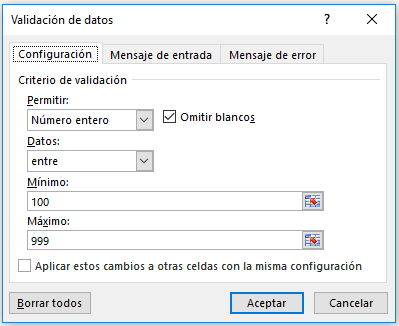 Validación de datos
Configuración Mensaje de entrada Mensaje de error
Criterio de validación
Permitir:
Número entero Omitir blancos
Datos:
entre
Mínimo:
100
Máximo:
999
Aplicar estos cambios a otras celdas con la misma configuración
Borrar todos Aceptar Cancelar